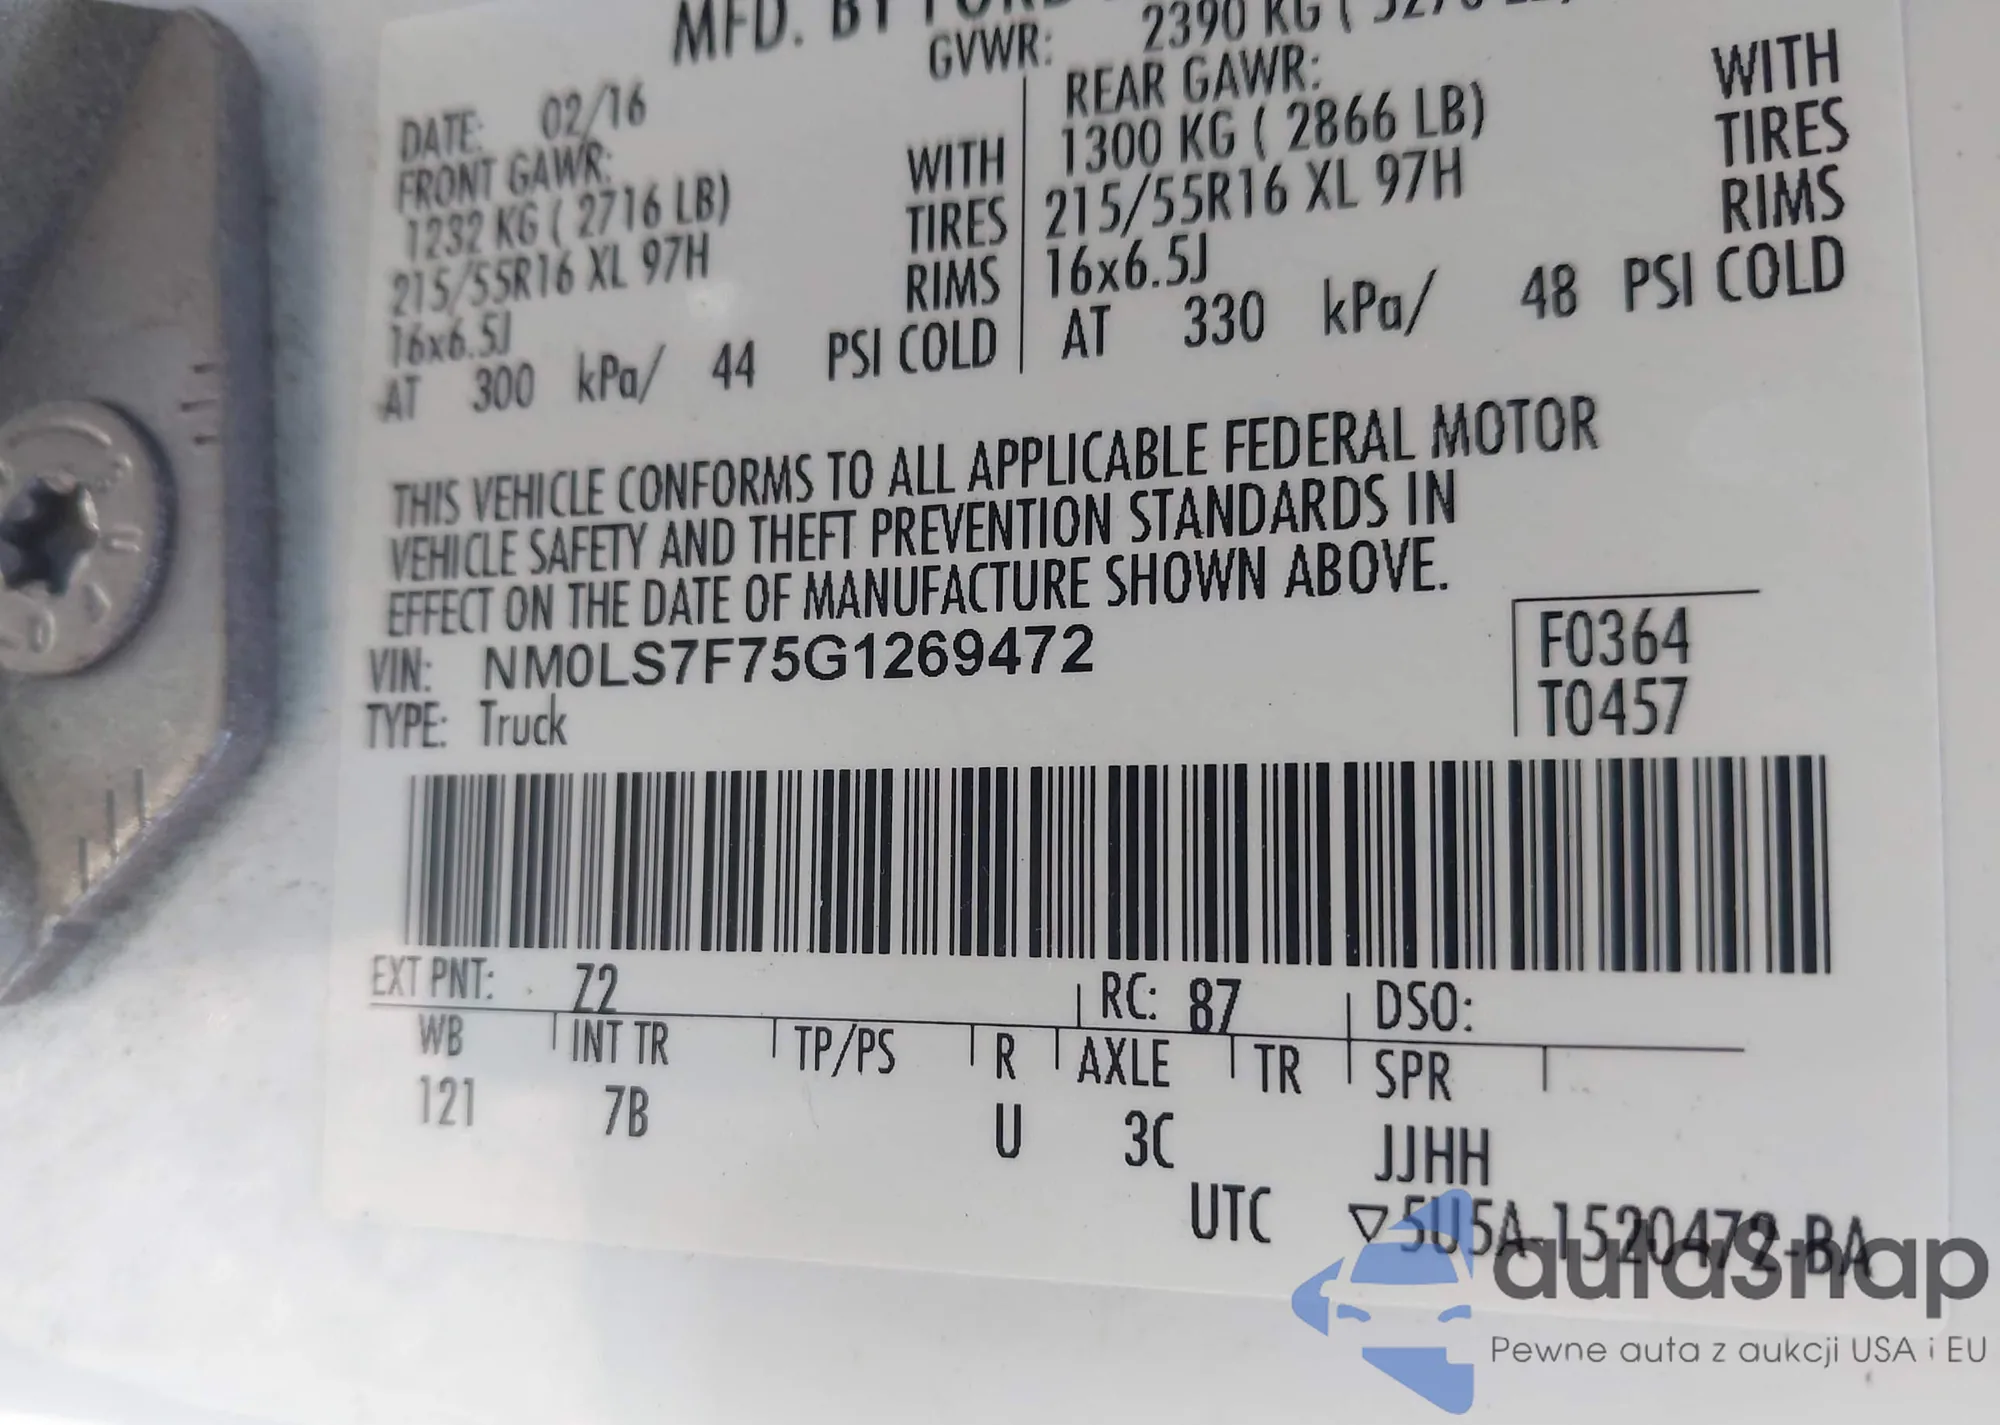 MFD. BY FORD
GVWR: 2390 KG (
DATE: 02/16
FRONT GAWR:
1232 KG ( 2716 LB) WITH
215/55R16 XL 97H TIRES
16x6.5J RIMS
AT 300 kPa/ 44 PSI COLD
REAR GAWR:
1300 KG ( 2866 LB) WITH
215/55R16 XL 97H TIRES
16x6.5J RIMS
AT 330 kPa/ 48 PSI COLD
THIS VEHICLE CONFORMS TO ALL APPLICABLE FEDERAL MOTOR
VEHICLE SAFETY AND THEFT PREVENTION STANDARDS IN
EFFECT ON THE DATE OF MANUFACTURE SHOWN ABOVE.
VIN: NM0LS7F75G1269472
TYPE: Truck
F0364
T0457
EXT PNT: Z2 RC: 87 DSO:
WB INT TR TP/PS R AXLE TR SPR
121 7B U 3C JJHH
UTC ▽5U5A-1520472-BA
autasnap
Pewne auta z aukcji USA i EU